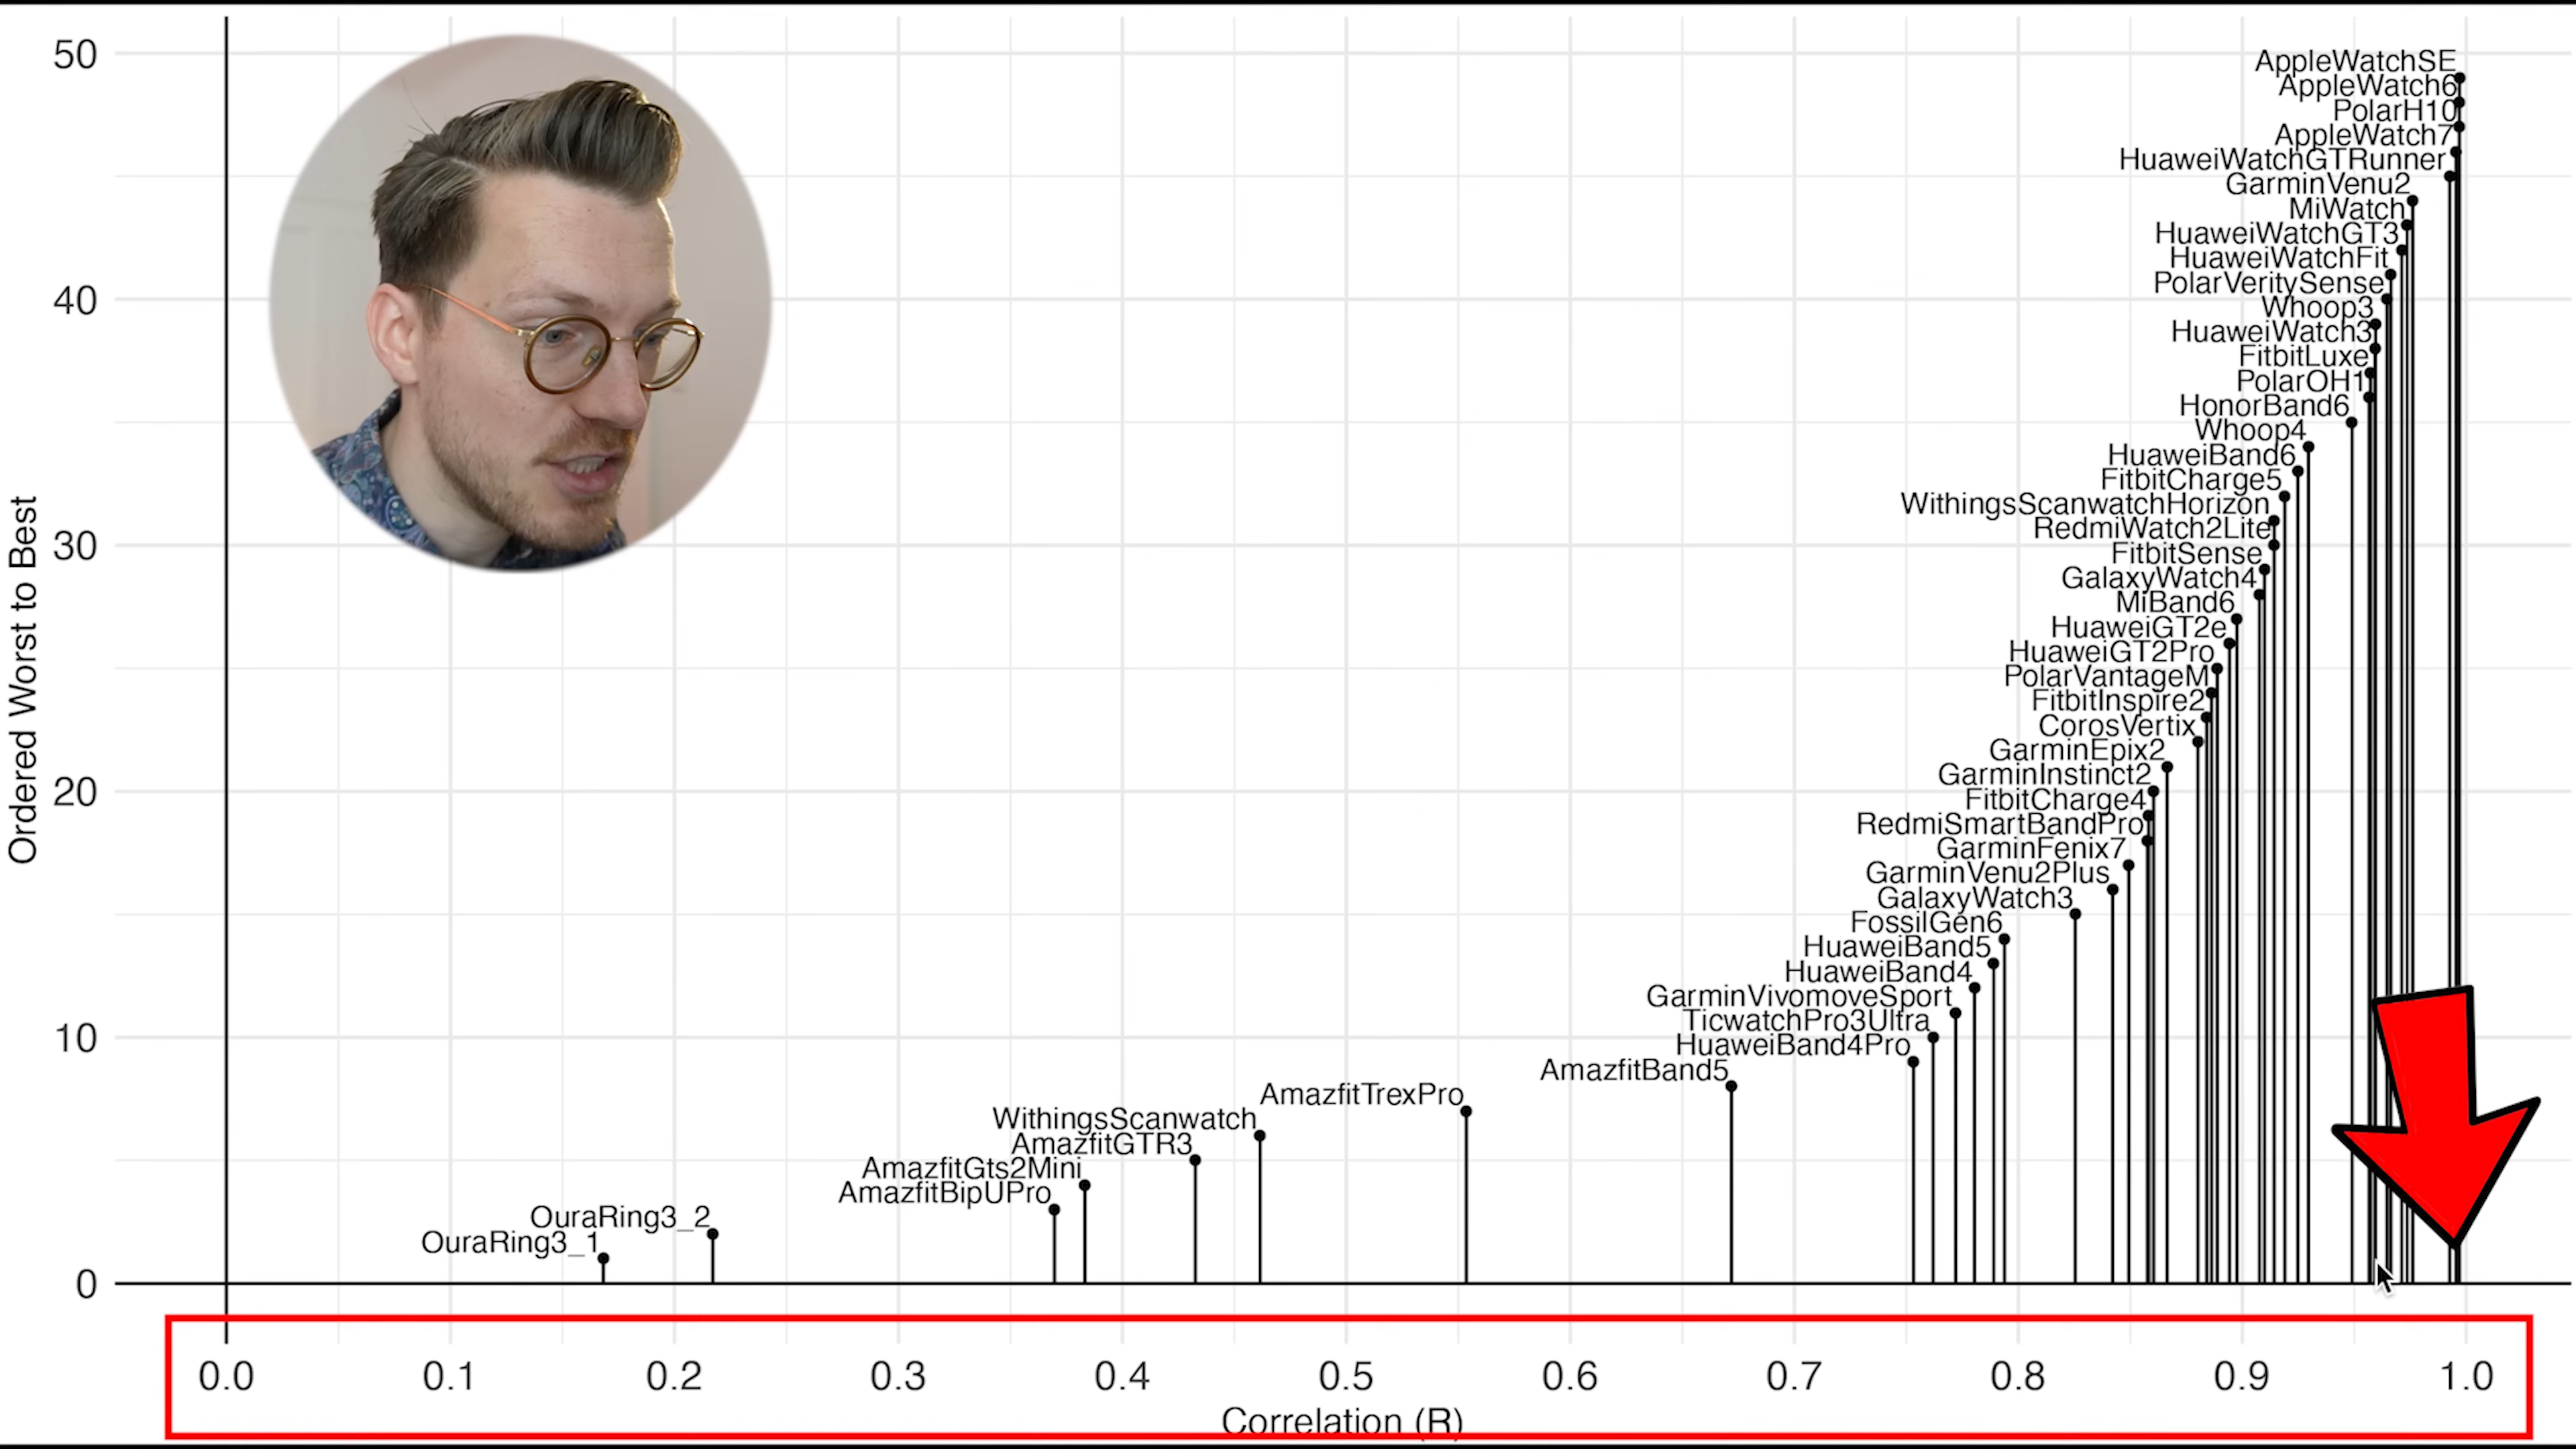 50
40
30
20
10
0
Ordered Worst to Best
AppleWatchSE
AppleWatch6
PolarH10
AppleWatch7
HuaweiWatchGTRunner
GarminVenu2
MiWatch
HuaweiWatchGT3
HuaweiWatchFit
PolarVeritySense
Whoop3
HuaweiWatch3
FitbitLuxe
PolarOH1
HonorBand6
Whoop4
HuaweiBand6
FitbitCharge5
WithingsScanwatchHorizon
RedmiWatch2Lite
FitbitSense
GalaxyWatch4
MiBand6
HuaweiGT2e
HuaweiGT2Pro
PolarVantageM
FitbitInspire2
CorosVertix
GarminEpix2
GarminInstinct2
FitbitCharge4
RedmiSmartBandPro
GarminFenix7
GarminVenu2Plus
GalaxyWatch3
FossilGen6
HuaweiBand5
HuaweiBand4
GarminVivomoveSport
TicwatchPro3Ultra
HuaweiBand4Pro
AmazfitBand5
AmazfitTrexPro
WithingsScanwatch
AmazfitGTR3
AmazfitGts2Mini
AmazfitBipUPro
OuraRing3_2
OuraRing3_1
0.0 0.1 0.2 0.3 0.4 0.5 0.6 0.7 0.8 0.9 1.0
Correlation (R)